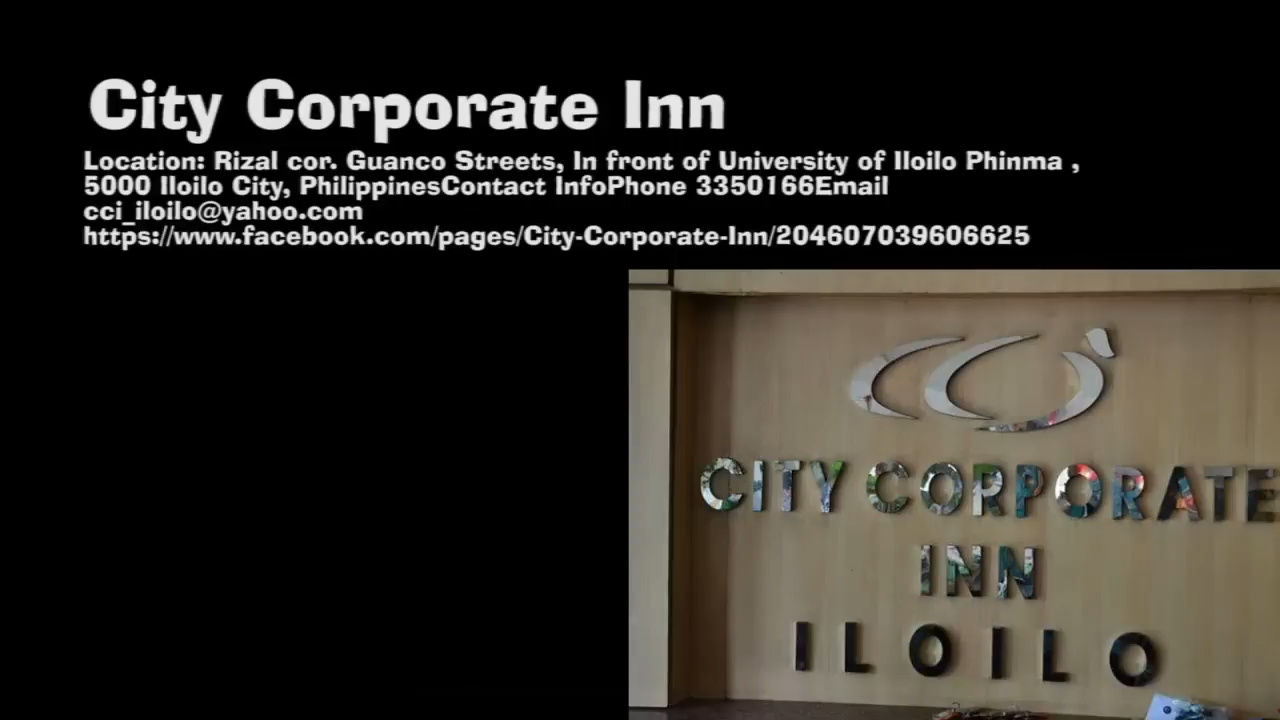 City Corporate Inn
Location: Rizal cor. Guanco Streets, In front of University of Iloilo Phinma ,
5000 Iloilo City, PhilippinesContact InfoPhone 3350166Email
cci_iloilo@yahoo.com
https://www.facebook.com/pages/City-Corporate-Inn/204607039606625
cci
CITY CORPORATE
INN
ILOILO